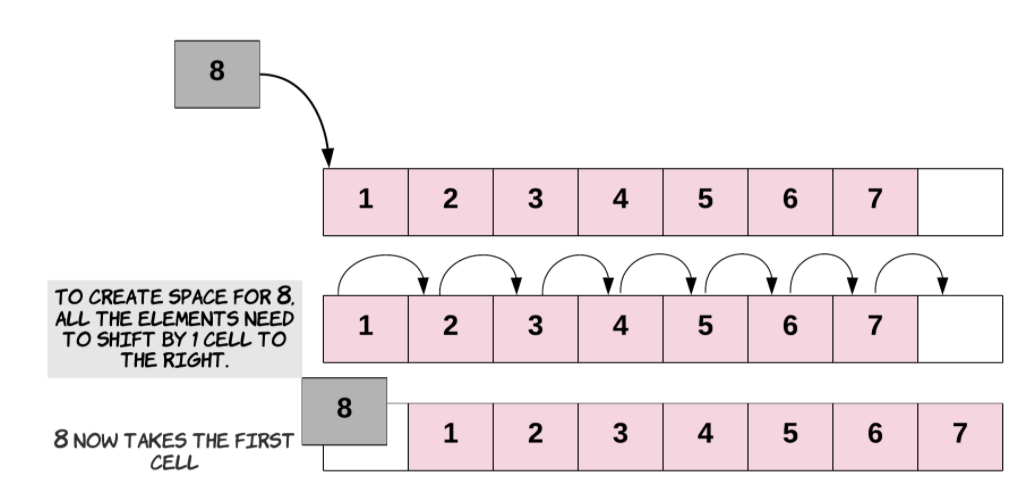 8
1 2 3 4 5 6 7
TO CREATE SPACE FOR 8,
ALL THE ELEMENTS NEED
TO SHIFT BY 1 CELL TO
THE RIGHT.
1 2 3 4 5 6 7
8
8 NOW TAKES THE FIRST
CELL
1 2 3 4 5 6 7